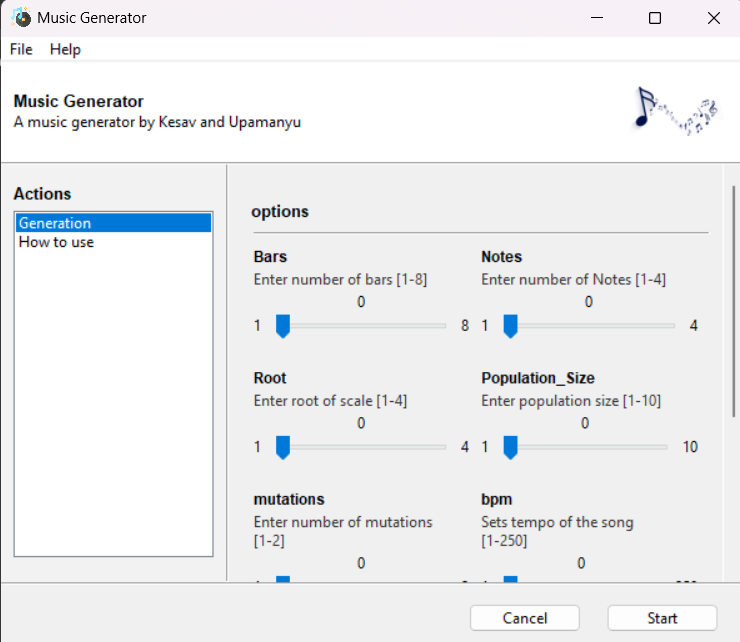 Music Generator
File Help
Music Generator
A music generator by Kesav and Upamanyu
Actions
Generation
How to use
options
Bars
Enter number of bars [1-8]
0
1 8
Notes
Enter number of Notes [1-4]
0
1 4
Root
Enter root of scale [1-4]
0
1 4
Population_Size
Enter population size [1-10]
0
1 10
mutations
Enter number of mutations
[1-2]
0
bpm
Sets tempo of the song
[1-250]
0
Cancel Start